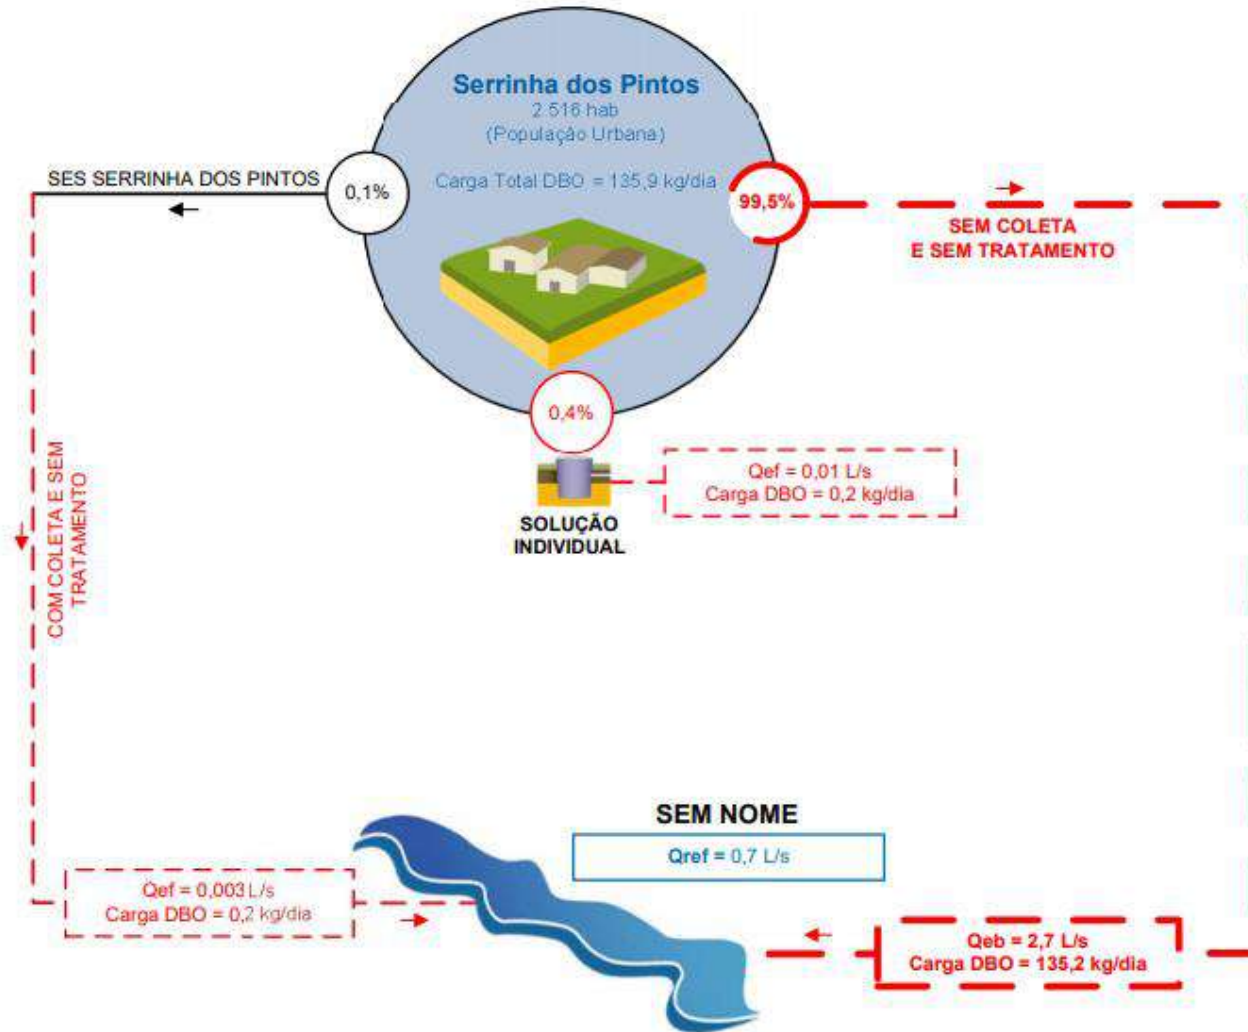 Serrinha dos Pintos
2.516 hab
(População Urbana)
Carga Total DBO = 135,9 kg/dia
SES SERRINHA DOS PINTOS
0,1%
99,5%
SEM COLETA
E SEM TRATAMENTO
0,4%
Qef = 0,01 L/s
Carga DBO = 0,2 kg/dia
SOLUÇÃO
INDIVIDUAL
COM COLETA E SEM
TRATAMENTO
SEM NOME
Qref = 0,7 L/s
Qef = 0,003 L/s
Carga DBO = 0,2 kg/dia
Qeb = 2,7 L/s
Carga DBO = 135,2 kg/dia